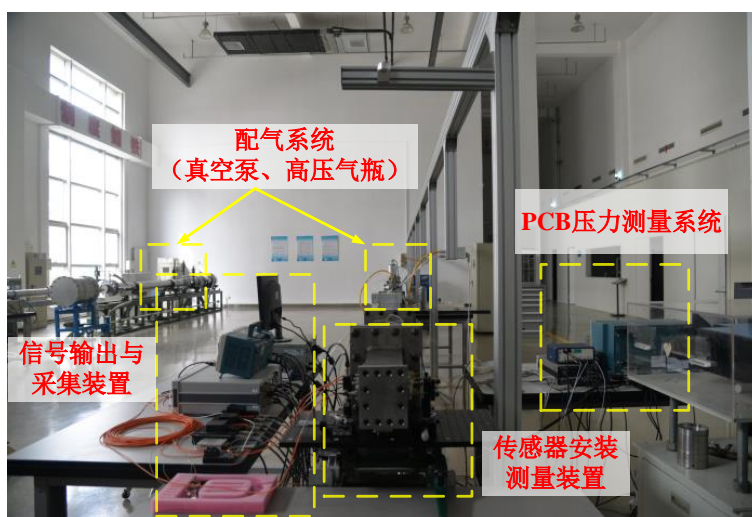 配气系统
（真空泵、高压气瓶）
PCB压力测量系统
信号输出与
采集装置
传感器安装
测量装置